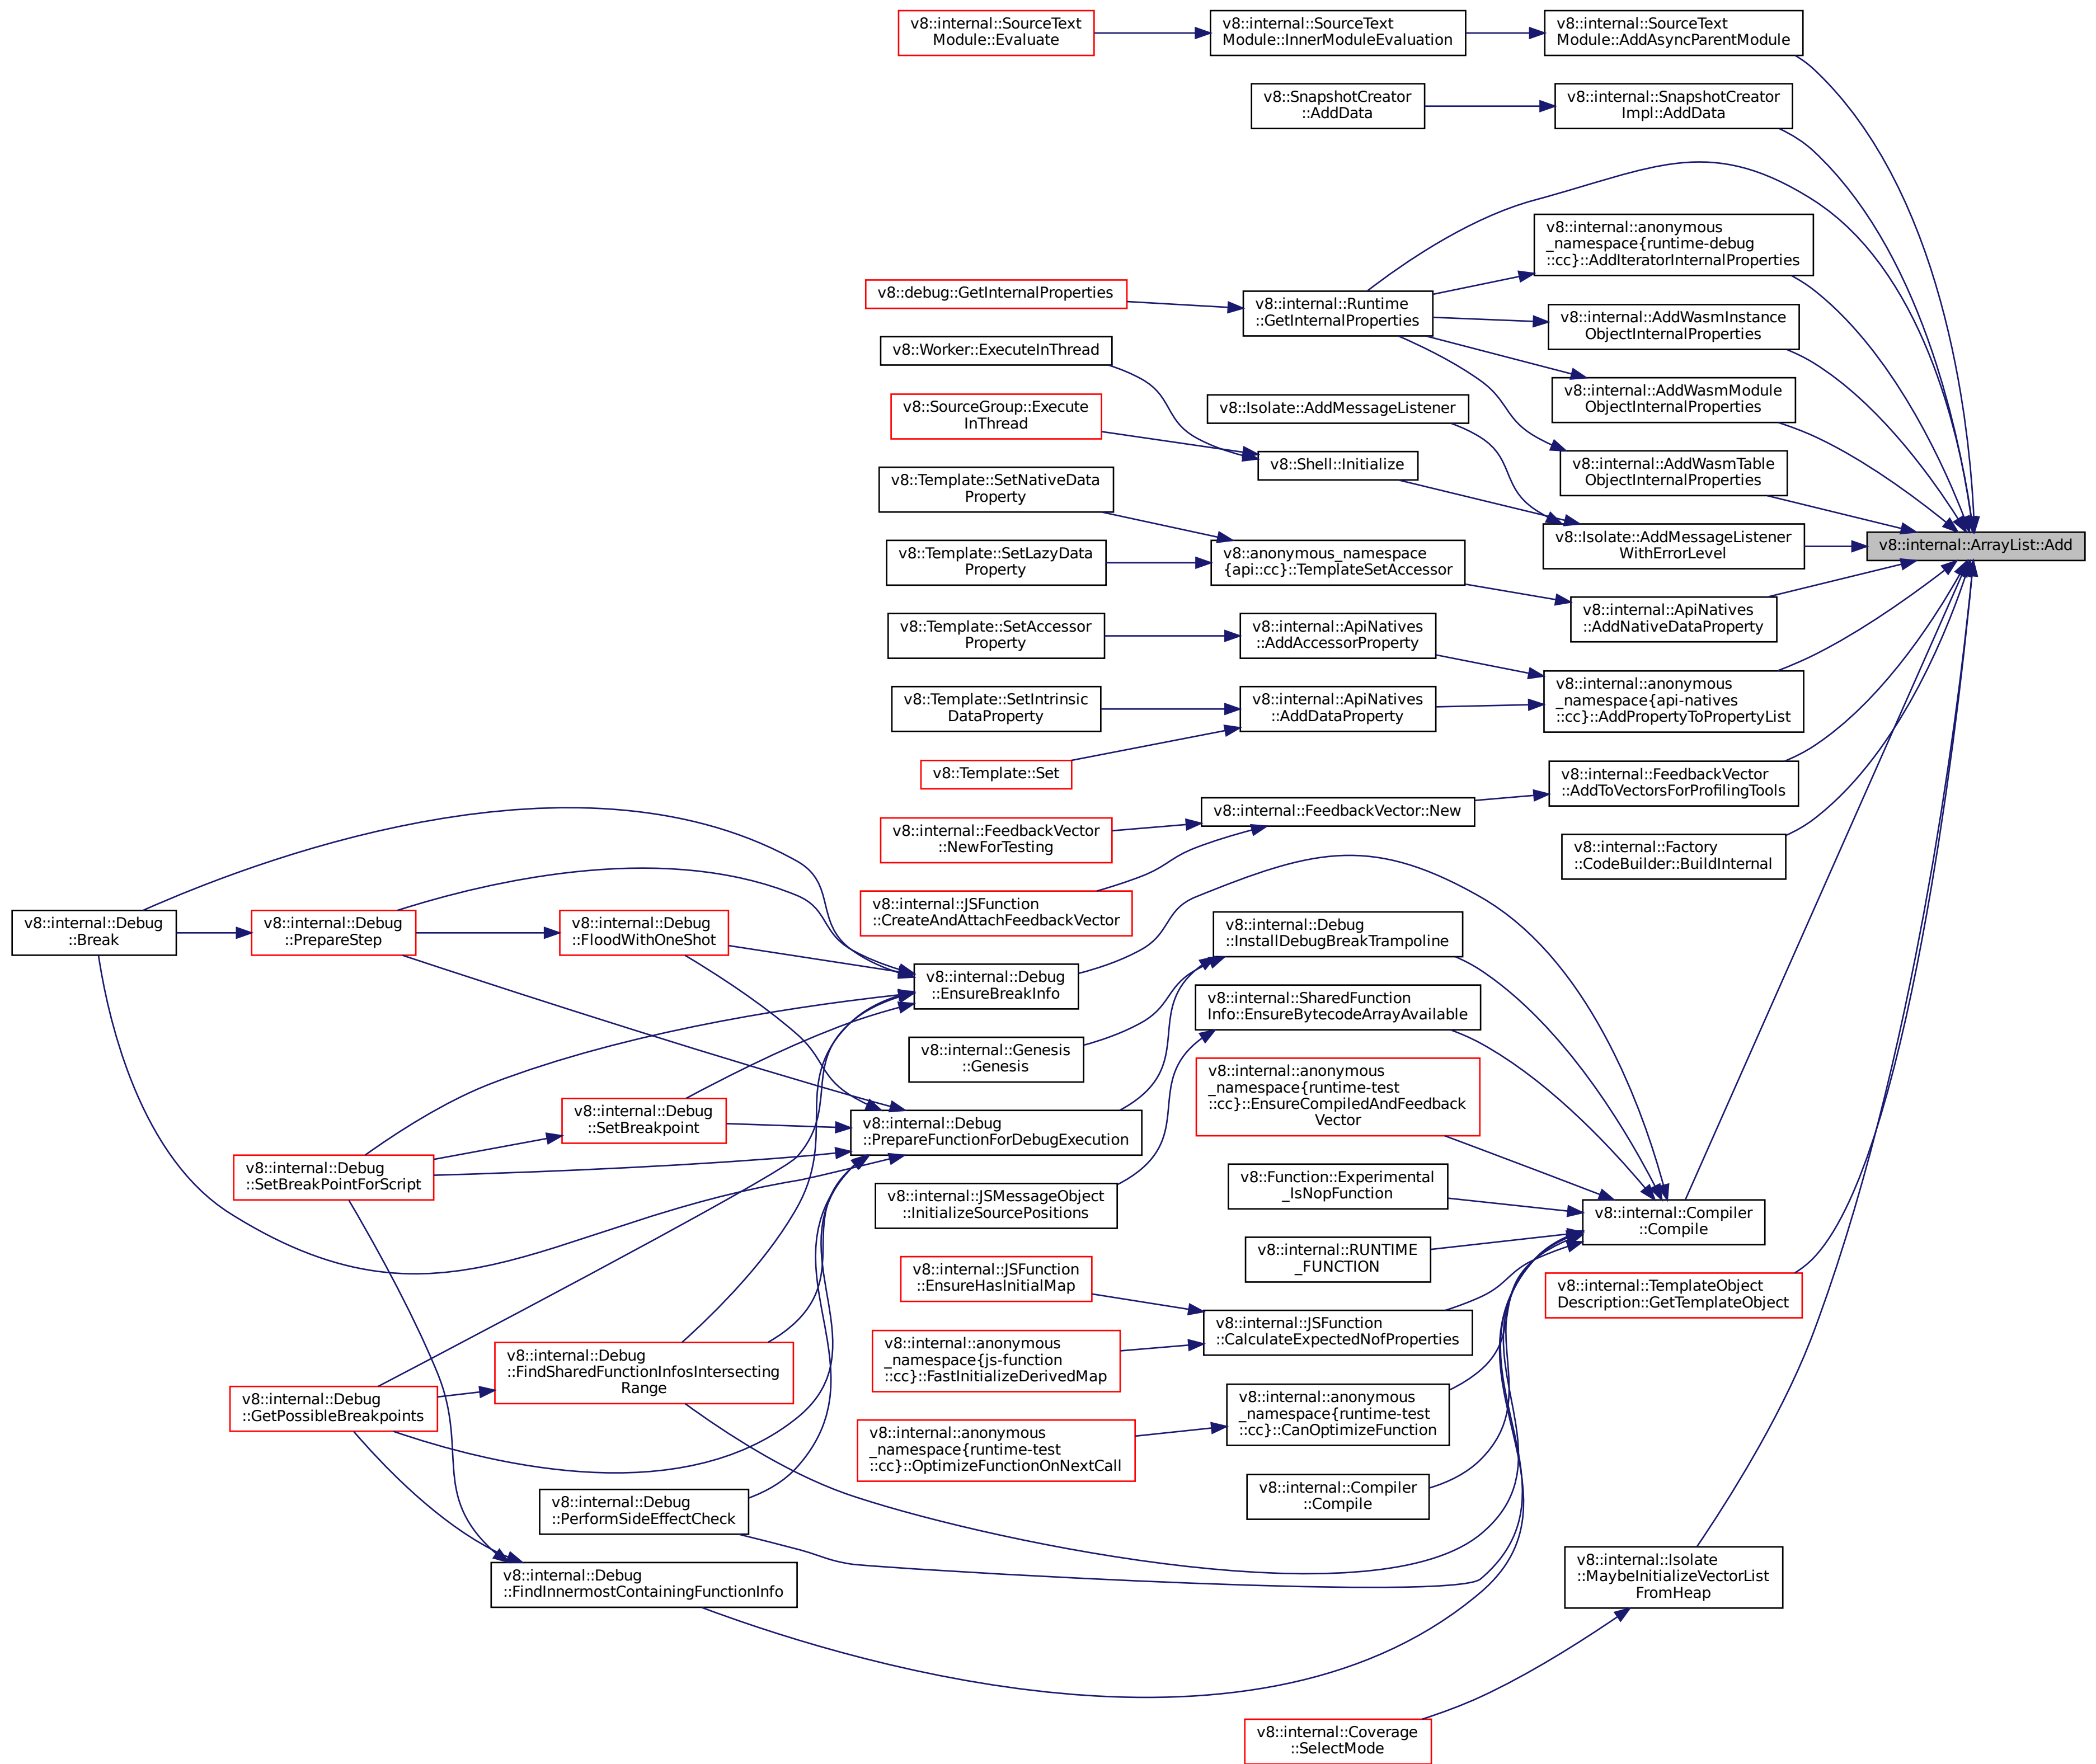 v8::internal::SourceText
Module::Evaluate
v8::internal::SourceText
Module::InnerModuleEvaluation
v8::internal::SourceText
Module::AddAsyncParentModule
v8::SnapshotCreator
::AddData
v8::internal::SnapshotCreator
Impl::AddData
v8::internal::anonymous
_namespace{runtime-debug
::cc}::AddIteratorInternalProperties
v8::debug::GetInternalProperties
v8::internal::Runtime
::GetInternalProperties
v8::internal::AddWasmInstance
ObjectInternalProperties
v8::Worker::ExecuteInThread
v8::internal::AddWasmModule
ObjectInternalProperties
v8::SourceGroup::Execute
InThread
v8::Isolate::AddMessageListener
v8::Shell::Initialize
v8::internal::AddWasmTable
ObjectInternalProperties
v8::Template::SetNativeData
Property
v8::Isolate::AddMessageListener
WithErrorLevel
v8::internal::ArrayList::Add
v8::Template::SetLazyData
Property
v8::anonymous_namespace
{api::cc}::TemplateSetAccessor
v8::internal::ApiNatives
::AddNativeDataProperty
v8::Template::SetAccessor
Property
v8::internal::ApiNatives
::AddAccessorProperty
v8::internal::anonymous
_namespace{api-natives
::cc}::AddPropertyToPropertyList
v8::Template::SetIntrinsic
DataProperty
v8::internal::ApiNatives
::AddDataProperty
v8::Template::Set
v8::internal::FeedbackVector
::AddToVectorsForProfilingTools
v8::internal::FeedbackVector::New
v8::internal::FeedbackVector
::NewForTesting
v8::internal::Factory
::CodeBuilder::BuildInternal
v8::internal::JSFunction
::CreateAndAttachFeedbackVector
v8::internal::Debug
::Break
v8::internal::Debug
::PrepareStep
v8::internal::Debug
::FloodWithOneShot
v8::internal::Debug
::InstallDebugBreakTrampoline
v8::internal::Debug
::EnsureBreakInfo
v8::internal::SharedFunction
Info::EnsureBytecodeArrayAvailable
v8::internal::Genesis
::Genesis
v8::internal::anonymous
_namespace{runtime-test
::cc}::EnsureCompiledAndFeedback
Vector
v8::internal::Debug
::SetBreakpoint
v8::internal::Debug
::PrepareFunctionForDebugExecution
v8::internal::Debug
::SetBreakPointForScript
v8::internal::JSMessageObject
::InitializeSourcePositions
v8::Function::Experimental
_IsNopFunction
v8::internal::Compiler
::Compile
v8::internal::RUNTIME
_FUNCTION
v8::internal::JSFunction
::EnsureHasInitialMap
v8::internal::TemplateObject
Description::GetTemplateObject
v8::internal::JSFunction
::CalculateExpectedNofProperties
v8::internal::anonymous
_namespace{js-function
::cc}::FastInitializeDerivedMap
v8::internal::Debug
::FindSharedFunctionInfosIntersecting
Range
v8::internal::Debug
::GetPossibleBreakpoints
v8::internal::anonymous
_namespace{runtime-test
::cc}::CanOptimizeFunction
v8::internal::anonymous
_namespace{runtime-test
::cc}::OptimizeFunctionOnNextCall
v8::internal::Debug
::PerformSideEffectCheck
v8::internal::Compiler
::Compile
v8::internal::Debug
::FindInnermostContainingFunctionInfo
v8::internal::Isolate
::MaybeInitializeVectorList
FromHeap
v8::internal::Coverage
::SelectMode